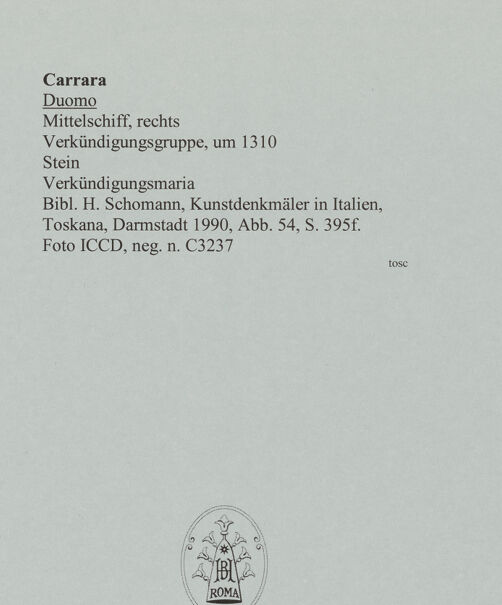 Carrara
Duomo
Mittelschiff, rechts
Verkündigungsgruppe, um 1310
Stein
Verkündigungsmaria
Bibl. H. Schomann, Kunstdenkmäler in Italien,
Toskana, Darmstadt 1990, Abb. 54, S. 395f.
Foto ICCD, neg. n. C3237
tosc
BH
ROMA